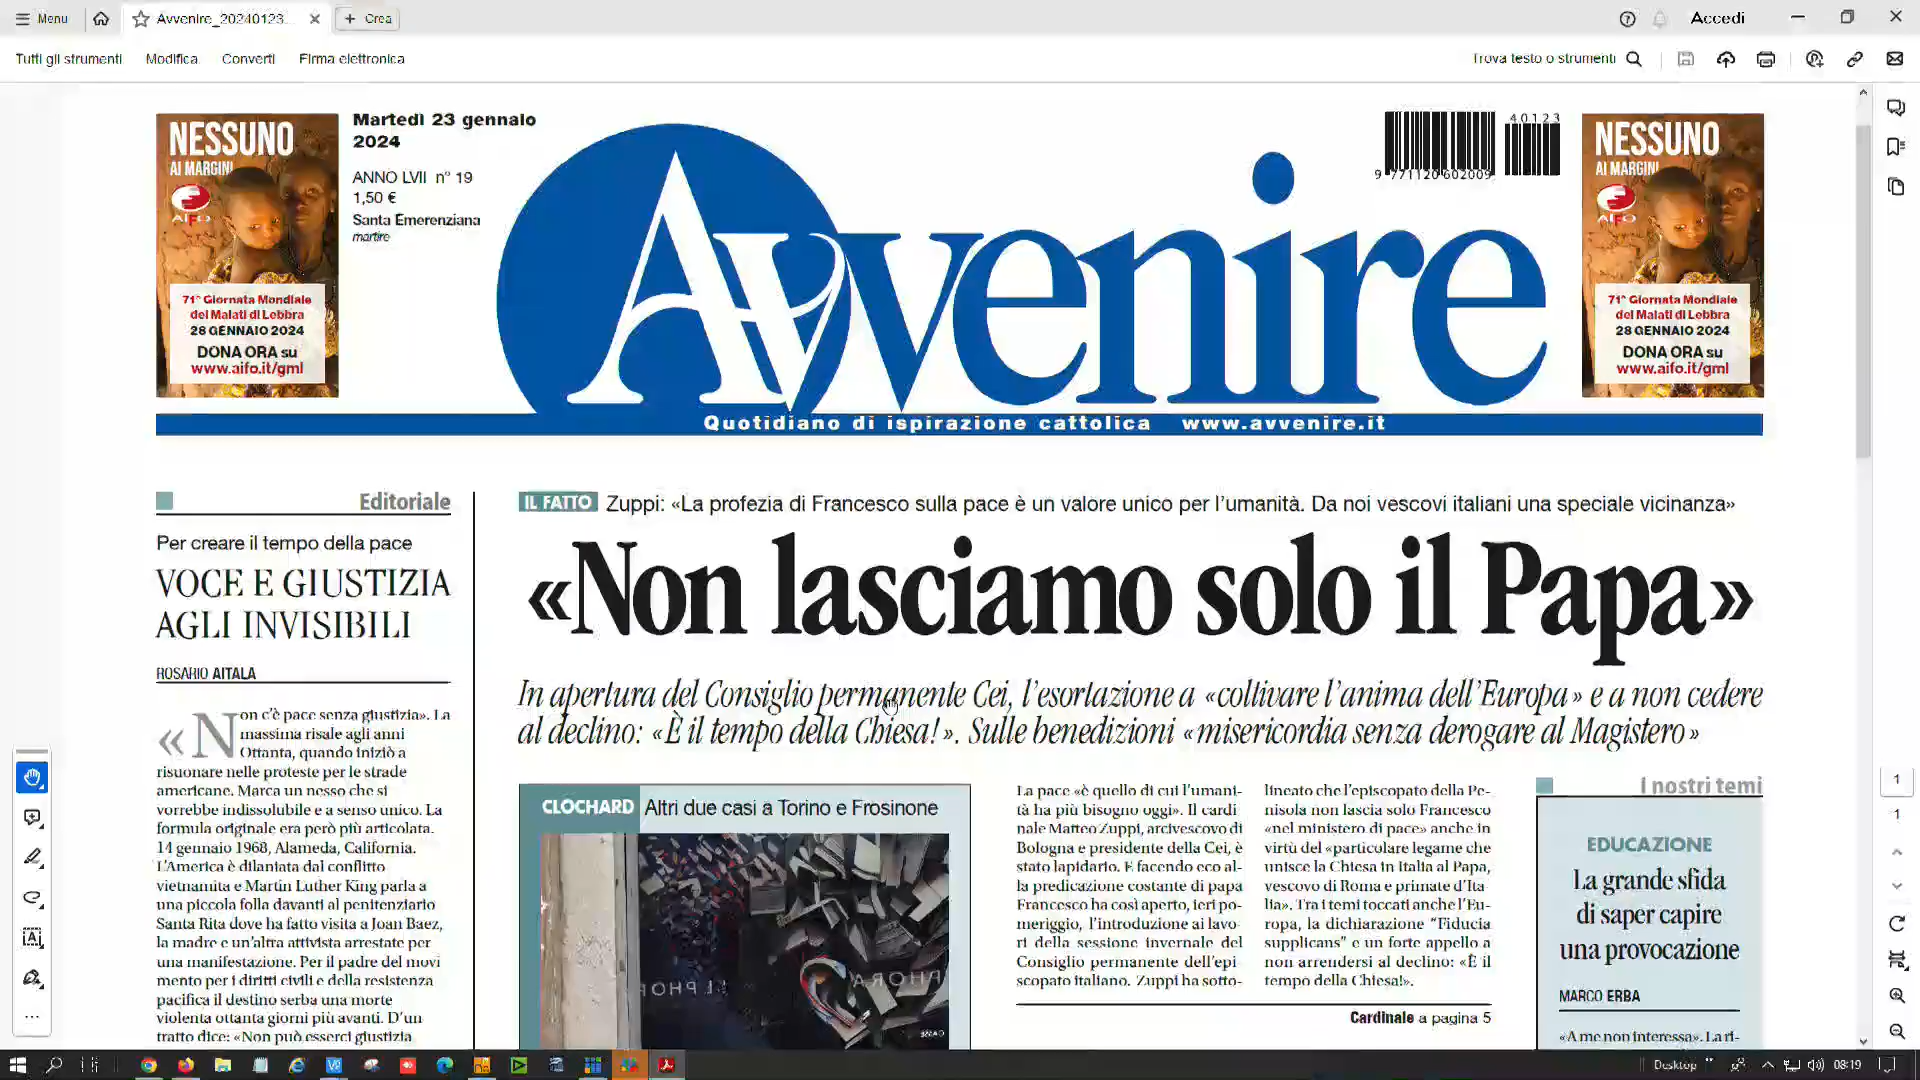 Menu
Avvenire_20240123...
Crea
Accedi
Tutti gli strumenti
Modifica
Converti
Firma elettronica
Trova testo o strumenti
NESSUNO
AI MARGINI
AIFO
71ª Giornata Mondiale
dei Malati di Lebbra
28 GENNAIO 2024
DONA ORA su
www.aifo.it/gml
Martedì 23 gennaio
2024
ANNO LVII n° 19
1,50 €
Santa Emerenziana
martire
Avvenire
40123
9 771120 602009
NESSUNO
AI MARGINI
AIFO
71ª Giornata Mondiale
dei Malati di Lebbra
28 GENNAIO 2024
DONA ORA su
www.aifo.it/gml
Quotidiano di ispirazione cattolica www.avvenire.it
Editoriale
Per creare il tempo della pace
VOCE E GIUSTIZIA
AGLI INVISIBILI
ROSARIO AITALA
«Non c'è pace senza giustizia». La
massima risale agli anni
Ottanta, quando iniziò a
risuonare nelle proteste per le strade
americane. Marca un nesso che si
vorrebbe indissolubile e a senso unico. La
formula originale era però più articolata.
14 gennaio 1968, Alameda, California.
L'America è dilaniata dal conflitto
vietnamita e Martin Luther King parla a
una piccola folla davanti al penitenziario
Santa Rita dove ha fatto visita a Joan Baez,
la madre e un'altra attivista arrestate per
una manifestazione. Per il padre del movi
mento per i diritti civili e della resistenza
pacifica il destino serba una morte
violenta ottanta giorni più avanti. D'un
tratto dice: «Non può esserci giustizia
IL FATTO Zuppi: «La profezia di Francesco sulla pace è un valore unico per l'umanità. Da noi vescovi italiani una speciale vicinanza»
«Non lasciamo solo il Papa»
In apertura del Consiglio permanente Cei, l'esortazione a «coltivare l'anima dell'Europa» e a non cedere
al declino: «È il tempo della Chiesa!». Sulle benedizioni «misericordia senza derogare al Magistero»
CLOCHARD Altri due casi a Torino e Frosinone
La pace «è quello di cui l'umani-
tà ha più bisogno oggi». Il cardi
nale Matteo Zuppi, arcivescovo di
Bologna e presidente della Cei, è
stato lapidario. E facendo eco al-
la predicazione costante di papa
Francesco ha così aperto, ieri po-
meriggio, l'introduzione ai lavo-
ri della sessione invernale del
Consiglio permanente dell'epi-
scopato italiano. Zuppi ha sotto-
lineato che l'episcopato della Pe-
nisola non lascia solo Francesco
«nel ministero di pace» anche in
virtù del «particolare legame che
unisce la Chiesa in Italia al Papa,
vescovo di Roma e primate d'Ita-
lia». Tra i temi toccati anche l'Eu-
ropa, la dichiarazione "Fiducia
supplicans" e un forte appello a
non arrendersi al declino: «È il
tempo della Chiesa!».
Cardinale a pagina 5
I nostri temi
EDUCAZIONE
La grande sfida
di saper capire
una provocazione
MARCO ERBA
«A me non interessa». La ri-
1
1
Desktop
08:19